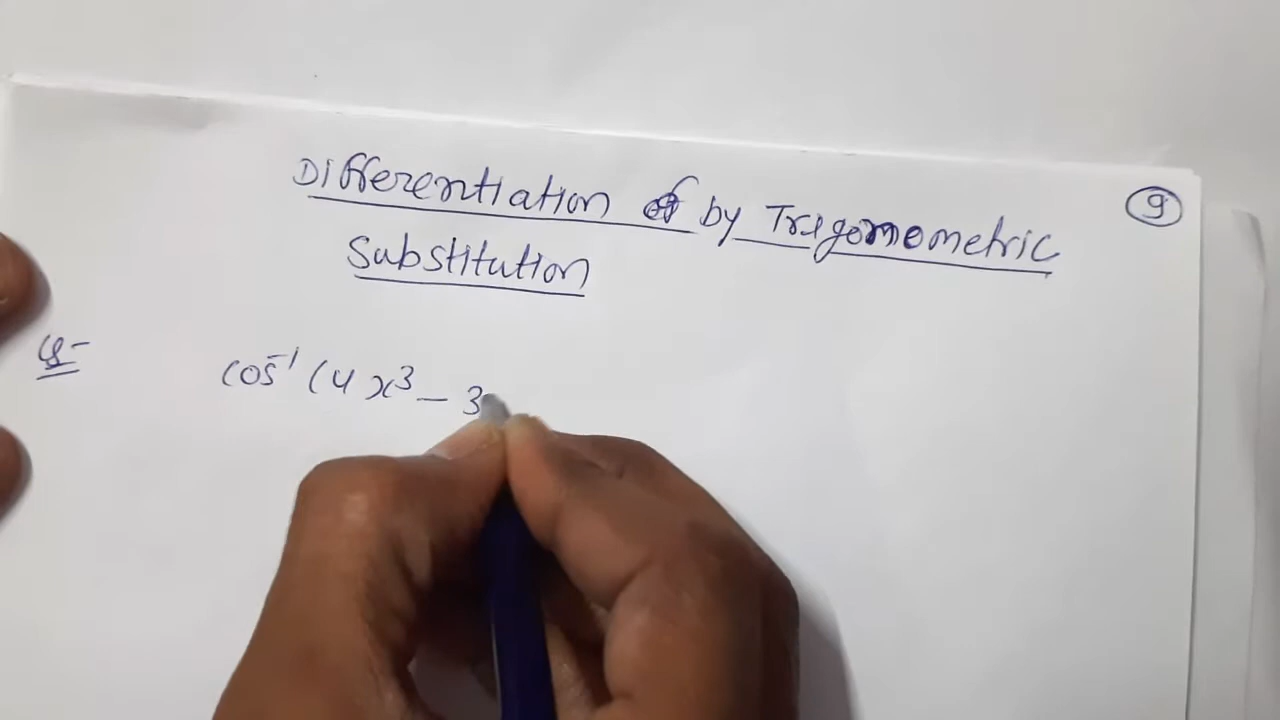 Differentiation of by Trigonometric
Substitution
9
Q-
cos⁻¹ (4x³ - 3